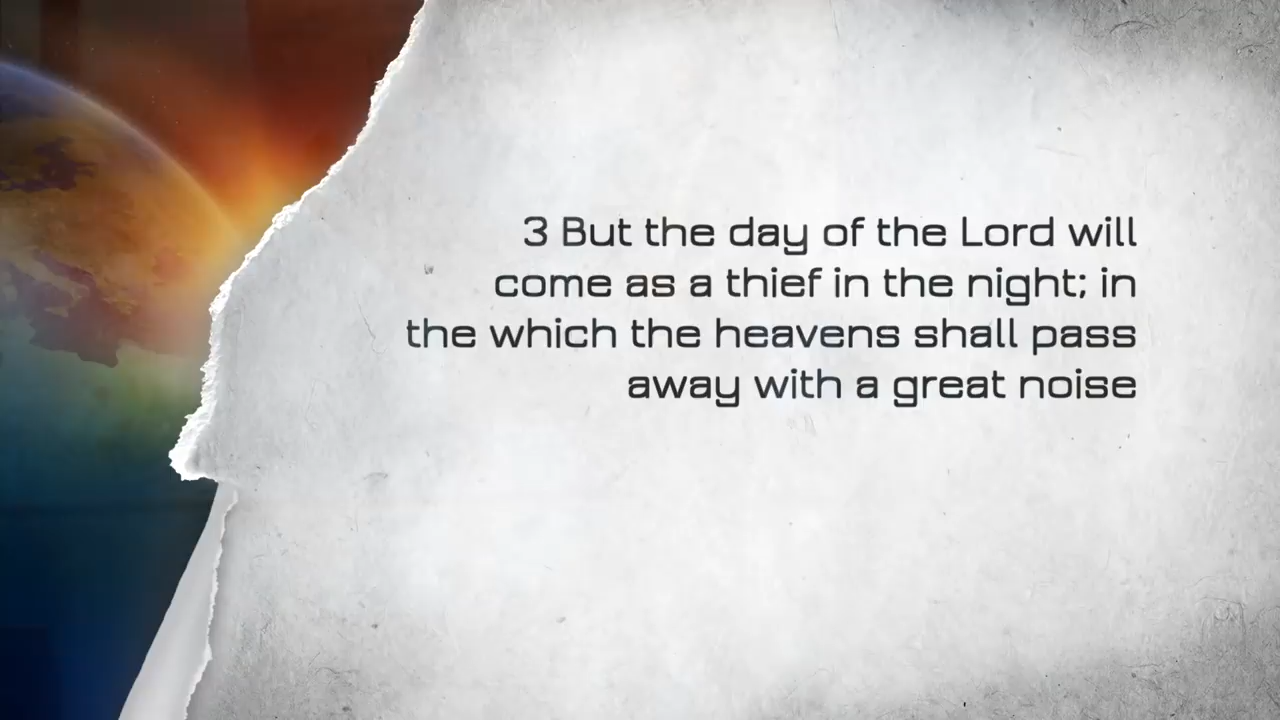 3 But the day of the Lord will
come as a thief in the night; in
the which the heavens shall pass
away with a great noise